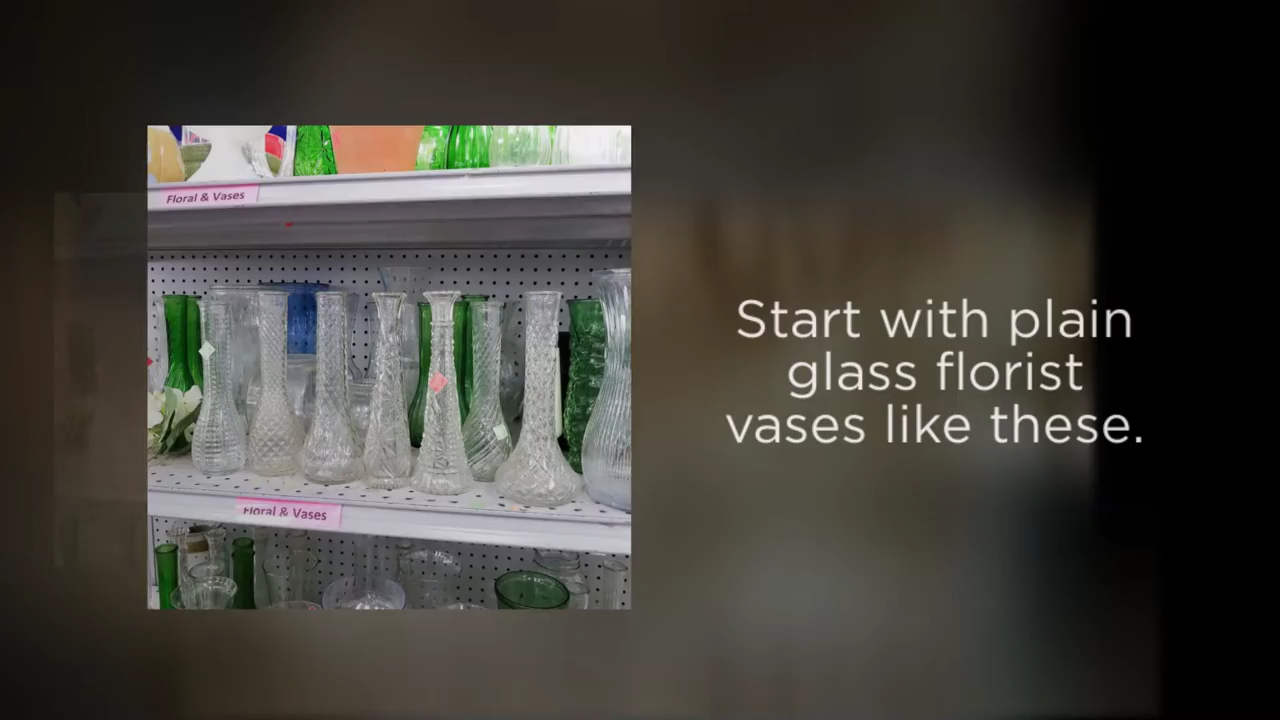 Floral & Vases
Start with plain
glass florist
vases like these.
Floral & Vases